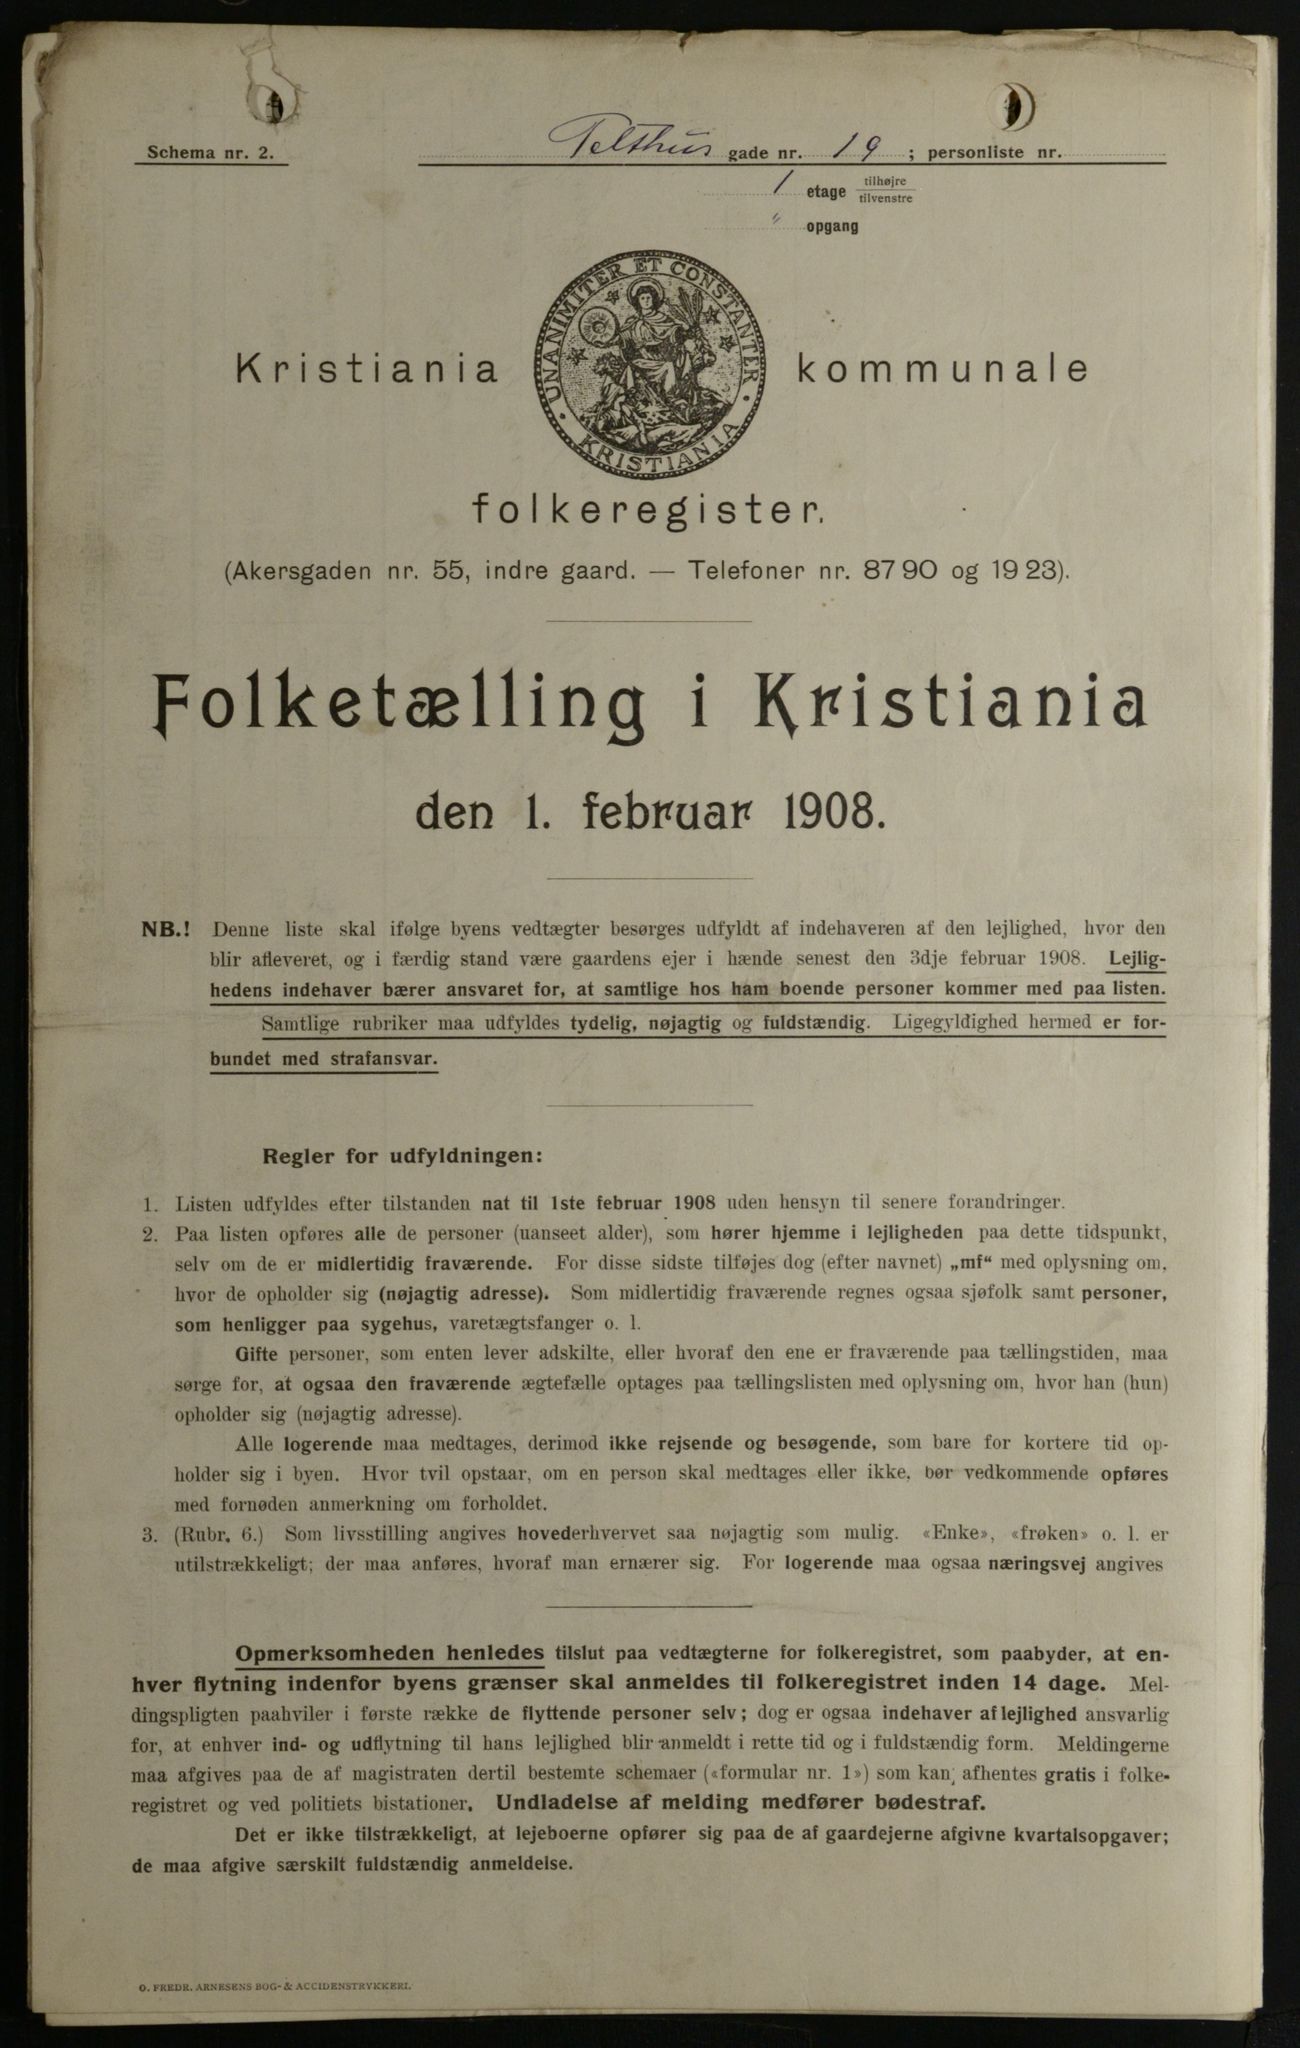 Schema nr. 2.
Telthus gade nr. 19; personliste nr.
1 etage tilhøjre
tilvenstre
" opgang
UNANIMITER ET CONSTANTER
KRISTIANIA
Kristiania kommunale
folkeregister.
(Akersgaden nr. 55, indre gaard. — Telefoner nr. 87 90 og 19 23).
Folketælling i Kristiania
den 1. februar 1908.
NB.! Denne liste skal ifølge byens vedtægter besørges udfyldt af indehaveren af den lejlighed, hvor den
blir afleveret, og i færdig stand være gaardens ejer i hænde senest den 3dje februar 1908. Lejlig-
hedens indehaver bærer ansvaret for, at samtlige hos ham boende personer kommer med paa listen.
Samtlige rubriker maa udfyldes tydelig, nøjagtig og fuldstændig. Ligegyldighed hermed er for-
bundet med strafansvar.
Regler for udfyldningen:
1. Listen udfyldes efter tilstanden nat til 1ste februar 1908 uden hensyn til senere forandringer.
2. Paa listen opføres alle de personer (uanseet alder), som hører hjemme i lejligheden paa dette tidspunkt,
selv om de er midlertidig fraværende. For disse sidste tilføjes dog (efter navnet) „mf“ med oplysning om,
hvor de opholder sig (nøjagtig adresse). Som midlertidig fraværende regnes ogsaa sjøfolk samt personer,
som henligger paa sygehus, varetægtsfanger o. l.
Gifte personer, som enten lever adskilte, eller hvoraf den ene er fraværende paa tællingstiden, maa
sørge for, at ogsaa den fraværende ægtefælle optages paa tællingslisten med oplysning om, hvor han (hun)
opholder sig (nøjagtig adresse).
Alle logerende maa medtages, derimod ikke rejsende og besøgende, som bare for kortere tid op-
holder sig i byen. Hvor tvil opstaar, om en person skal medtages eller ikke, bør vedkommende opføres
med fornøden anmerkning om forholdet.
3. (Rubr. 6.) Som livsstilling angives hovederhvervet saa nøjagtig som mulig. «Enke», «frøken» o. l. er
utilstrækkeligt; der maa anføres, hvoraf man ernærer sig. For logerende maa ogsaa næringsvej angives
Opmerksomheden henledes tilslut paa vedtægterne for folkeregistret, som paabyder, at en-
hver flytning indenfor byens grænser skal anmeldes til folkeregistret inden 14 dage. Mel-
dingspligten paahviler i første række de flyttende personer selv; dog er ogsaa indehaver af lejlighed ansvarlig
for, at enhver ind- og udflytning til hans lejlighed blir anmeldt i rette tid og i fuldstændig form. Meldingerne
maa afgives paa de af magistraten dertil bestemte schemaer («formular nr. 1») som kan afhentes gratis i folke-
registret og ved politiets bistationer. Undladelse af melding medfører bødestraf.
Det er ikke tilstrækkeligt, at lejeboerne opfører sig paa de af gaardejerne afgivne kvartalsopgaver;
de maa afgive særskilt fuldstændig anmeldelse.
O. FREDR. ARNESENS BOG- & ACCIDENSTRYKKERI.